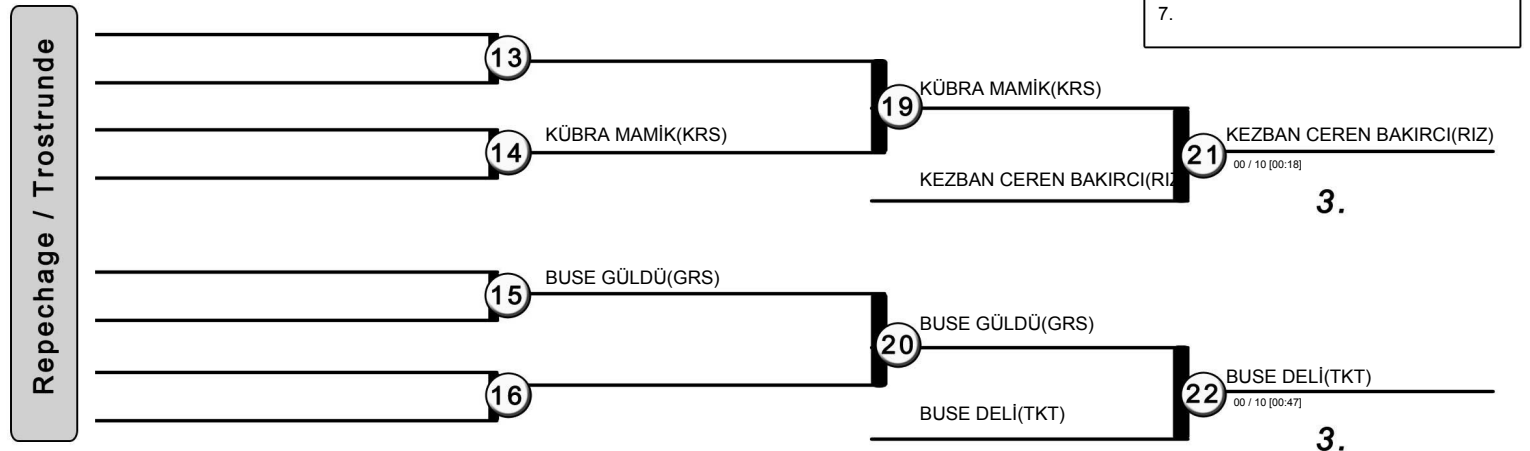 7.
Repechage / Trostrunde
13
14
KÜBRA MAMİK(KRS)
19
KÜBRA MAMİK(KRS)
KEZBAN CEREN BAKIRCI(RIZ
21
KEZBAN CEREN BAKIRCI(RIZ)
00 / 10 [00:18]
3.
15
BUSE GÜLDÜ(GRS)
16
20
BUSE GÜLDÜ(GRS)
BUSE DELİ(TKT)
22
BUSE DELİ(TKT)
00 / 10 [00:47]
3.